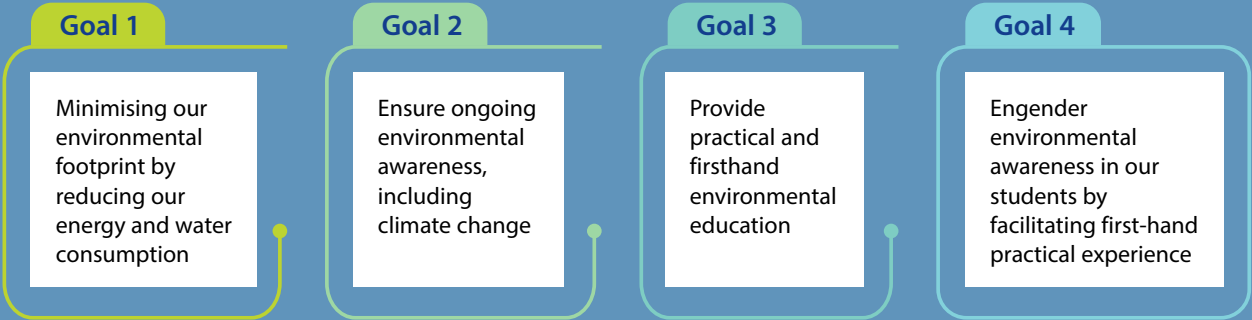 Goal 1
Minimising our
environmental
footprint by
reducing our
energy and water
consumption
Goal 2
Ensure ongoing
environmental
awareness,
including
climate change
Goal 3
Provide
practical and
firsthand
environmental
education
Goal 4
Engender
environmental
awareness in our
students by
facilitating first-hand
practical experience